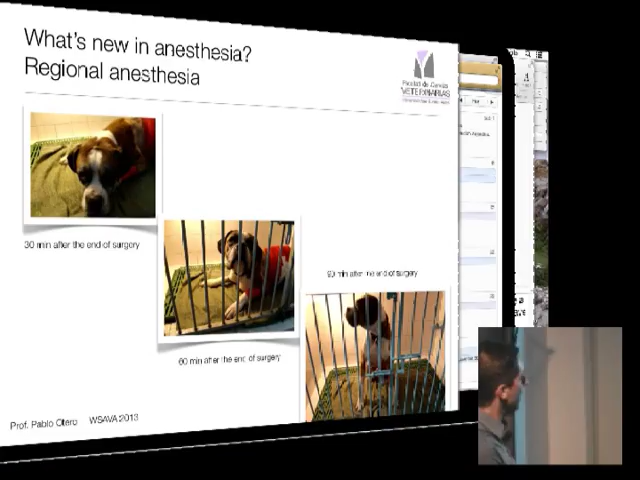 What's new in anesthesia?
Regional anesthesia
VETERINARIAS
30 min after the end of surgery
60 min after the end of surgery
90 min after the end of surgery
Prof. Pablo Otero WSAVA 2013